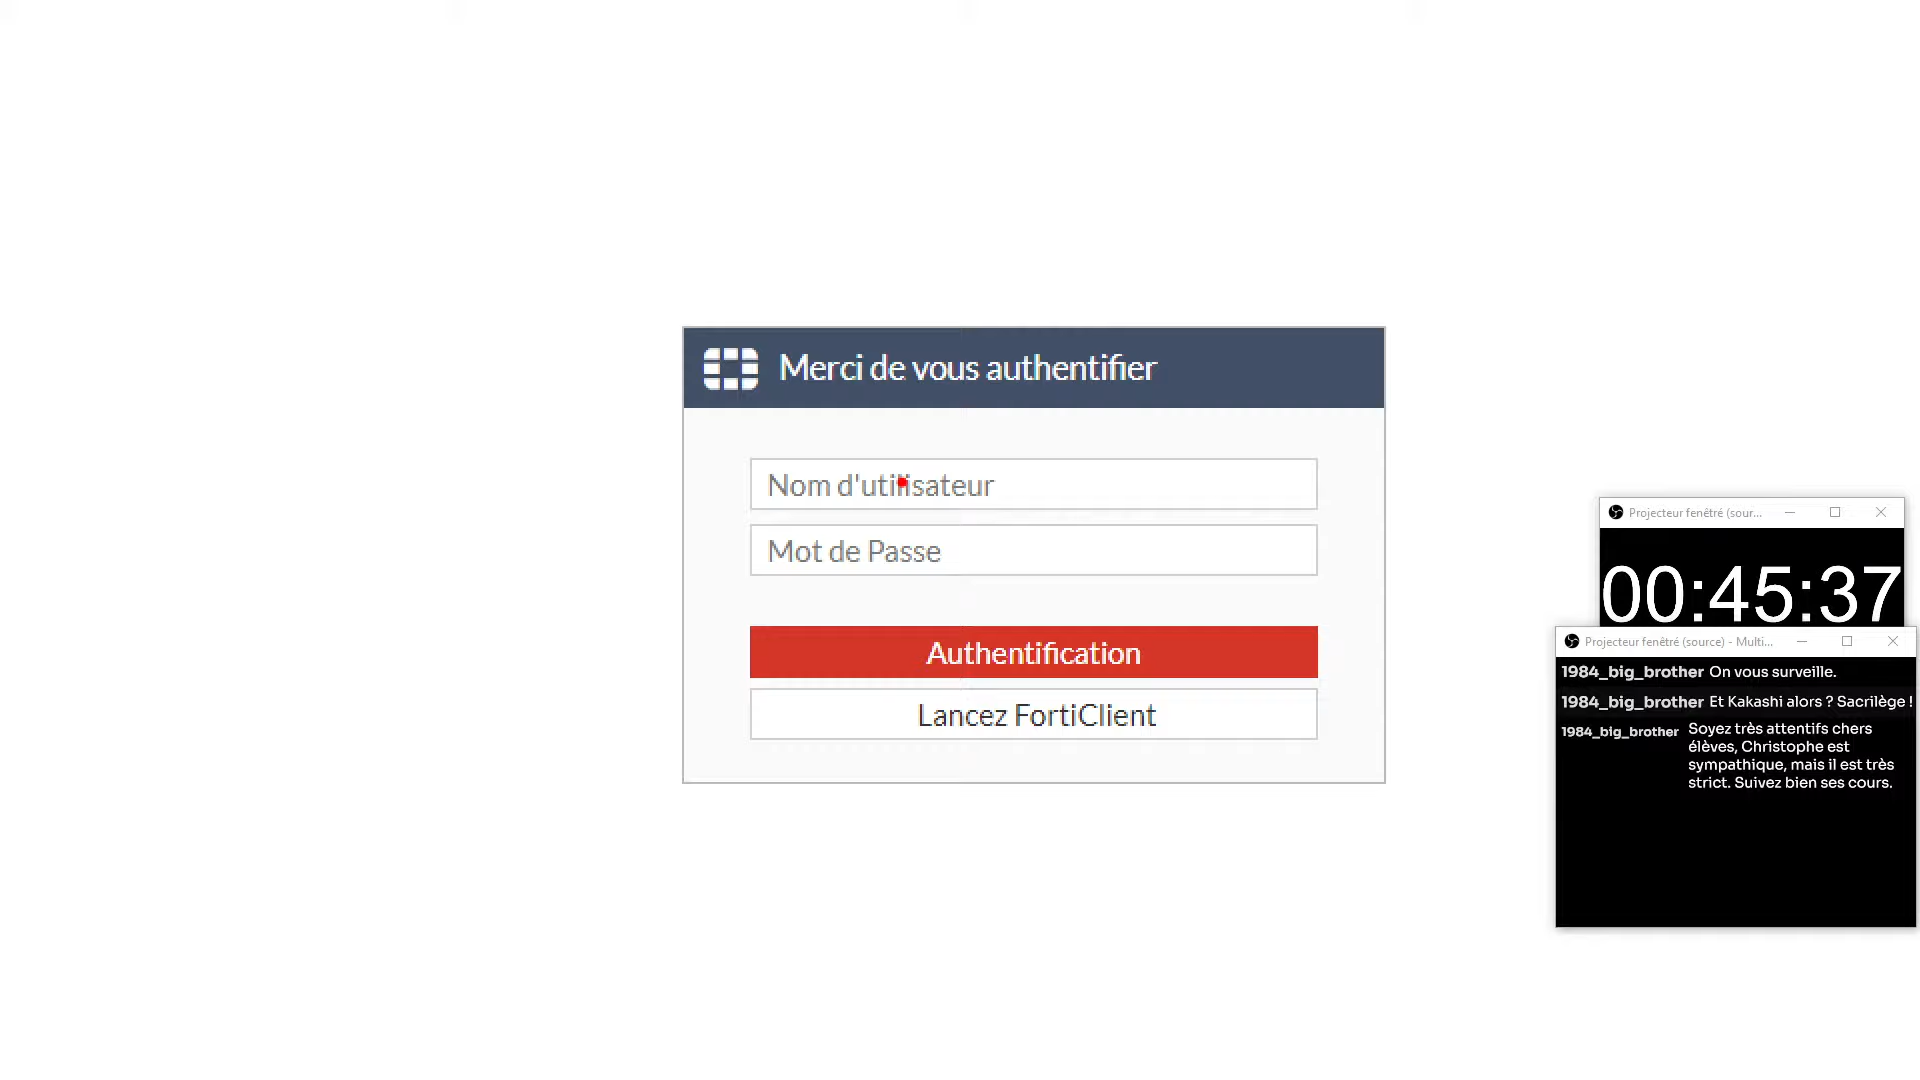 Merci de vous authentifier
Nom d'utilisateur
Mot de Passe
Authentification
Lancez FortiClient
Projecteur fenêtré (sour...
00:45:37
Projecteur fenêtré (source) - Multi...
1984_big_brother On vous surveille.
1984_big_brother Et Kakashi alors ? Sacrilège !
1984_big_brother Soyez très attentifs chers
élèves, Christophe est
sympathique, mais il est très
strict. Suivez bien ses cours.